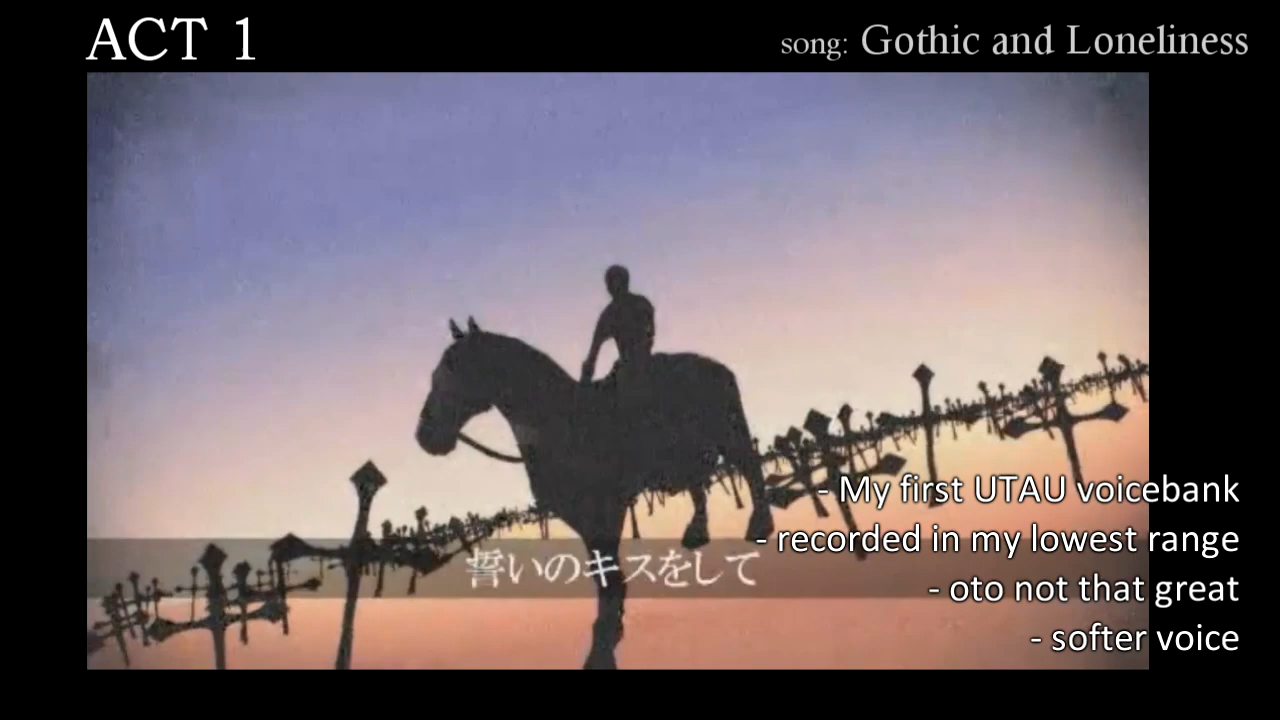 ACT 1
song: Gothic and Loneliness
- My first UTAU voicebank
- recorded in my lowest range
誓いのキスをして
- oto not that great
- softer voice